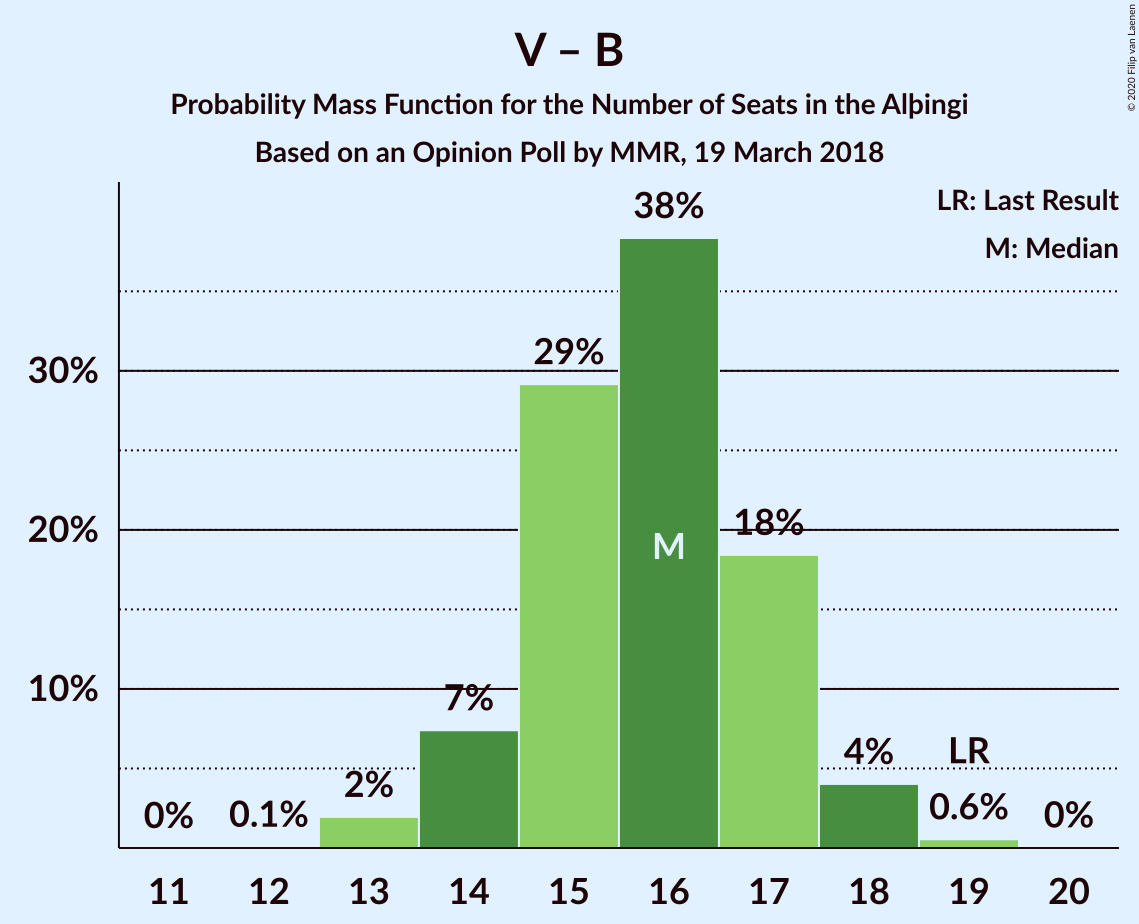 V – B
Probability Mass Function for the Number of Seats in the Alþingi
Based on an Opinion Poll by MMR, 19 March 2018
© 2020 Filip van Laenen
LR: Last Result
M: Median
38%
29%
30%
18%
20%
M
7%
10%
4%
LR
2%
0%
0.1%
0.6%
0%
11 12 13 14 15 16 17 18 19 20